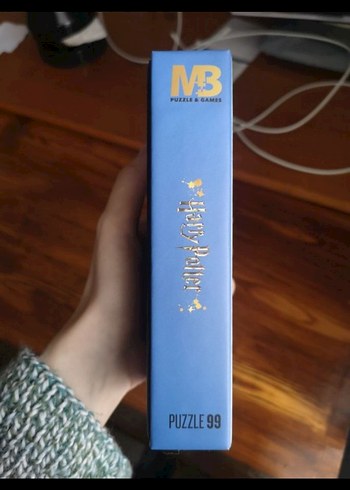 MB
PUZZLE & GAMES
Harry Potter
PUZZLE 99